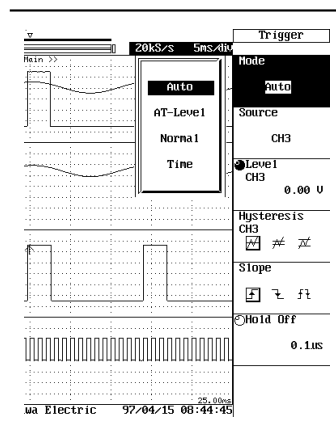 Trigger
20kS/s 5ms/div
Main >>
Mode
Auto
Auto
AT-Level
Normal
Time
Source
CH3
Level
CH3
0.00 V
Hysteresis
CH3
Slope
Hold Off
0.1us
25.00ms
wa Electric 97/04/15 08:44:45